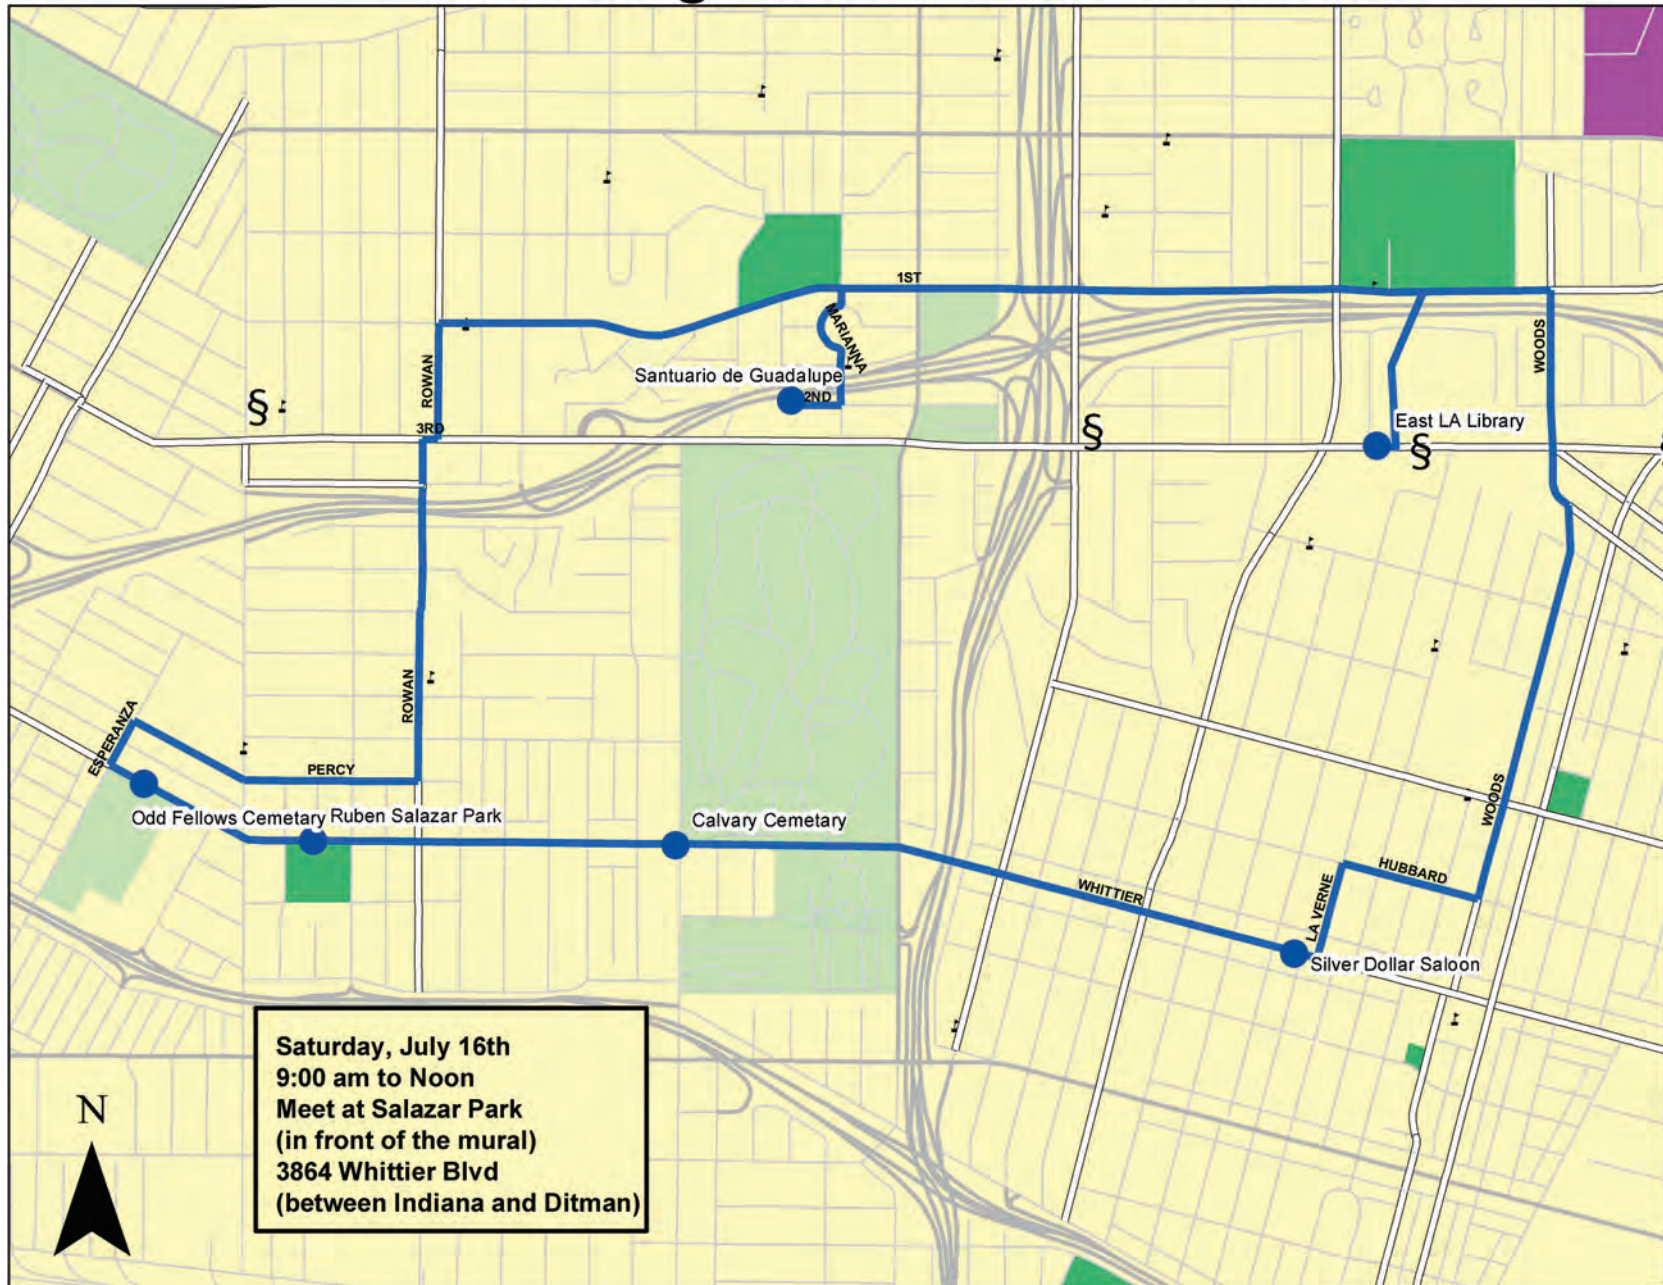 1ST
MARIANNA
WOODS
ROWAN
Santuario de Guadalupe
2ND
3RD
East LA Library
§
§
§
ROWAN
ESPERANZA
PERCY
WOODS
Odd Fellows Cemetary
Ruben Salazar Park
Calvary Cemetary
HUBBARD
WHITTIER
LA VERNE
Silver Dollar Saloon
N
Saturday, July 16th
9:00 am to Noon
Meet at Salazar Park
(in front of the mural)
3864 Whittier Blvd
(between Indiana and Ditman)